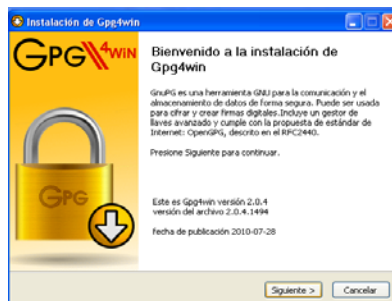 Instalación de Gpg4win
GPG4WIN
Bienvenido a la instalación de
Gpg4win
GnuPG es una herramienta GNU para la comunicación y el
almacenamiento de datos de forma segura. Puede ser usada
para cifrar y crear firmas digitales.Incluye un gestor de
llaves avanzado y cumple con la propuesta de estándar de
Internet: OpenGPG, descrito en el RFC2440.
Presione Siguiente para continuar.
GPG
Este es Gpg4win versión 2.0.4
versión del archivo 2.0.4.1494
fecha de publicación 2010-07-28
Siguiente >
Cancelar